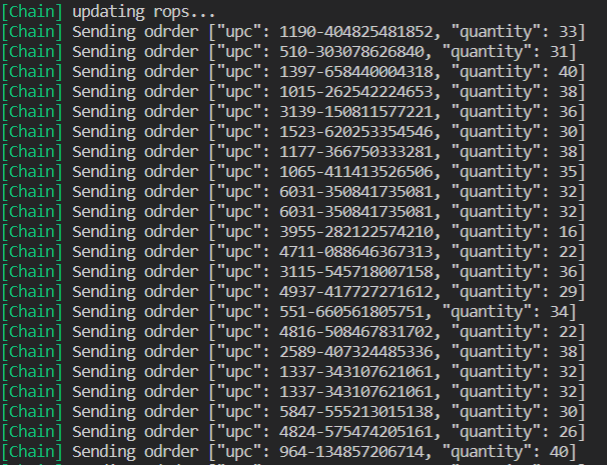 [Chain] updating rops...
[Chain] Sending odrder ["upc": 1190-404825481852, "quantity": 33]
[Chain] Sending odrder ["upc": 510-303078626840, "quantity": 31]
[Chain] Sending odrder ["upc": 1397-658440004318, "quantity": 40]
[Chain] Sending odrder ["upc": 1015-262542224653, "quantity": 38]
[Chain] Sending odrder ["upc": 3139-150811577221, "quantity": 36]
[Chain] Sending odrder ["upc": 1523-620253354546, "quantity": 30]
[Chain] Sending odrder ["upc": 1177-366750333281, "quantity": 38]
[Chain] Sending odrder ["upc": 1065-411413526506, "quantity": 35]
[Chain] Sending odrder ["upc": 6031-350841735081, "quantity": 32]
[Chain] Sending odrder ["upc": 6031-350841735081, "quantity": 32]
[Chain] Sending odrder ["upc": 3955-282122574210, "quantity": 16]
[Chain] Sending odrder ["upc": 4711-088646367313, "quantity": 22]
[Chain] Sending odrder ["upc": 3115-545718007158, "quantity": 36]
[Chain] Sending odrder ["upc": 4937-417727271612, "quantity": 29]
[Chain] Sending odrder ["upc": 551-660561805751, "quantity": 34]
[Chain] Sending odrder ["upc": 4816-508467831702, "quantity": 22]
[Chain] Sending odrder ["upc": 2589-407324485336, "quantity": 38]
[Chain] Sending odrder ["upc": 1337-343107621061, "quantity": 32]
[Chain] Sending odrder ["upc": 1337-343107621061, "quantity": 32]
[Chain] Sending odrder ["upc": 5847-555213015138, "quantity": 30]
[Chain] Sending odrder ["upc": 4824-575474205161, "quantity": 26]
[Chain] Sending odrder ["upc": 964-134857206714, "quantity": 40]